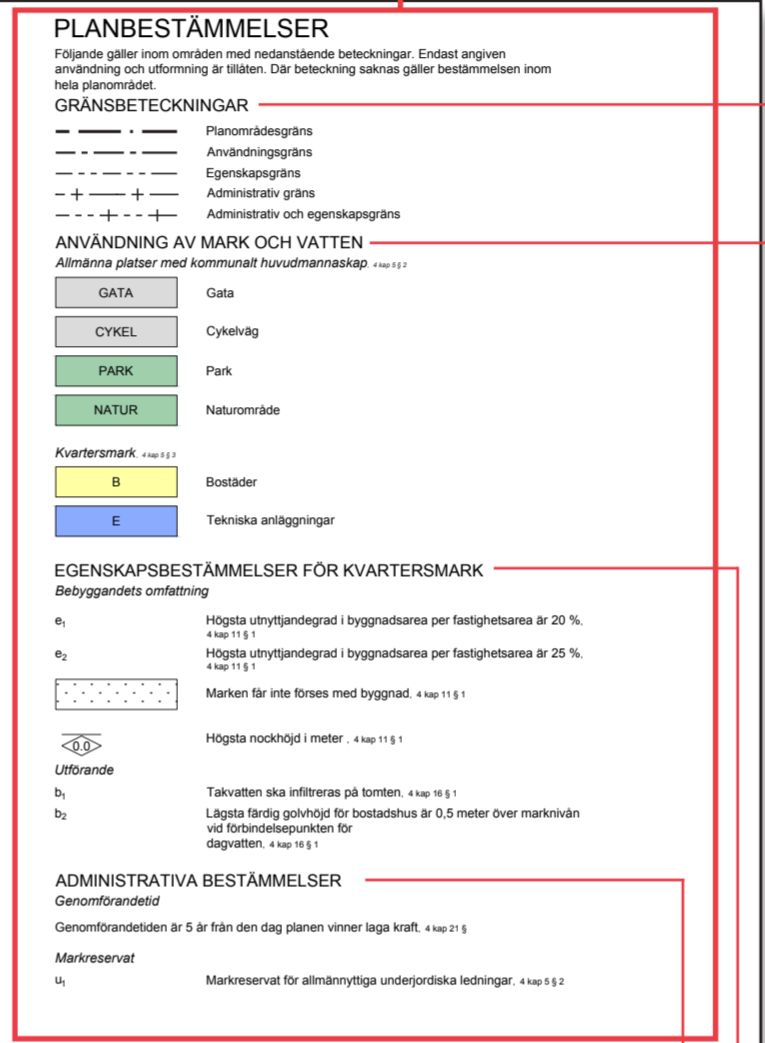 PLANBESTÄMMELSER
Följande gäller inom områden med nedanstående beteckningar. Endast angiven
användning och utformning är tillåten. Där beteckning saknas gäller bestämmelsen inom
hela planområdet.
GRÄNSBETECKNINGAR
Planområdesgräns
Användningsgräns
Egenskapsgräns
Administrativ gräns
Administrativ och egenskapsgräns
ANVÄNDNING AV MARK OCH VATTEN
Allmänna platser med kommunalt huvudmannaskap, 4 kap 5 § 2
GATA Gata
CYKEL Cykelväg
PARK Park
NATUR Naturområde
Kvartersmark, 4 kap 5 § 3
B Bostäder
E Tekniska anläggningar
EGENSKAPSBESTÄMMELSER FÖR KVARTERSMARK
Bebyggandets omfattning
e₁ Högsta utnyttjandegrad i byggnadsarea per fastighetsarea är 20 %,
4 kap 11 § 1
e₂ Högsta utnyttjandegrad i byggnadsarea per fastighetsarea är 25 %,
4 kap 11 § 1
Marken får inte förses med byggnad, 4 kap 11 § 1
0.0 Högsta nockhöjd i meter , 4 kap 11 § 1
Utförande
b₁ Takvatten ska infiltreras på tomten, 4 kap 16 § 1
b₂ Lägsta färdig golvhöjd för bostadshus är 0,5 meter över marknivån
vid förbindelsepunkten för
dagvatten, 4 kap 16 § 1
ADMINISTRATIVA BESTÄMMELSER
Genomförandetid
Genomförandetiden är 5 år från den dag planen vinner laga kraft, 4 kap 21 §
Markreservat
u₁ Markreservat för allmännyttiga underjordiska ledningar, 4 kap 5 § 2